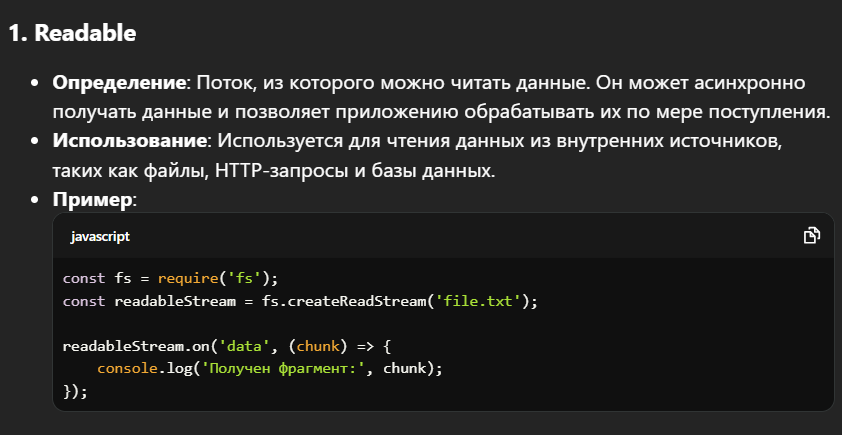 1. Readable
• Определение: Поток, из которого можно читать данные. Он может асинхронно
получать данные и позволяет приложению обрабатывать их по мере поступления.
• Использование: Используется для чтения данных из внутренних источников,
таких как файлы, HTTP-запросы и базы данных.
• Пример:
javascript
const fs = require('fs');
const readableStream = fs.createReadStream('file.txt');
readableStream.on('data', (chunk) => {
    console.log('Получен фрагмент:', chunk);
});